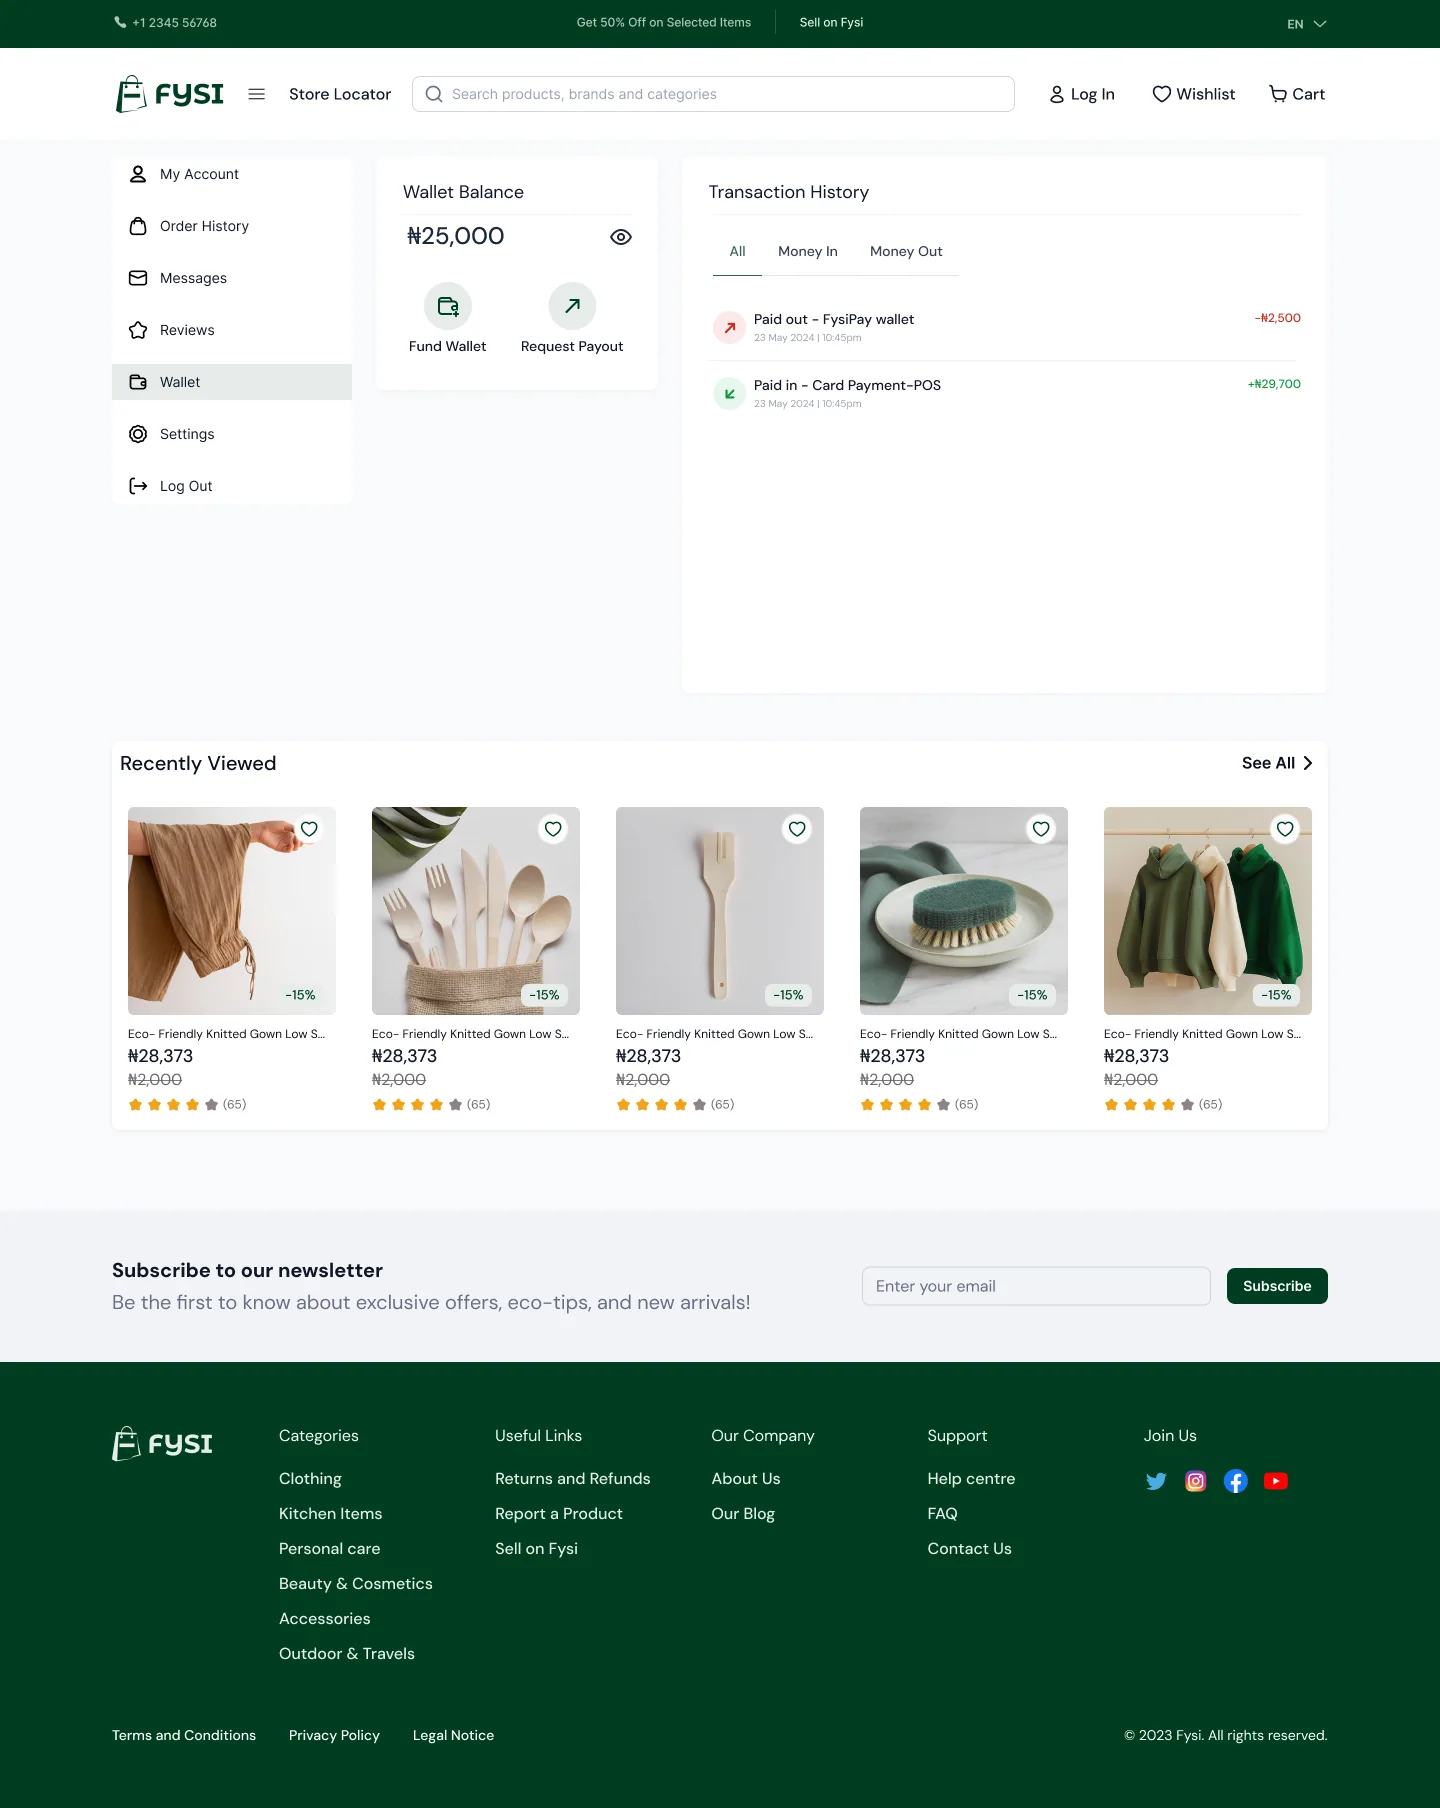 +1 2345 56768
Get 50% Off on Selected Items
Sell on Fysi
EN
FYSI
Store Locator
Search products, brands and categories
Log In
Wishlist
Cart
My Account
Order History
Messages
Reviews
Wallet
Settings
Log Out
Wallet Balance
₦25,000
Fund Wallet
Request Payout
Transaction History
All
Money In
Money Out
Paid out - FysiPay wallet
-₦2,500
23 May 2024 | 10:45pm
Paid in - Card Payment-POS
+₦29,700
23 May 2024 | 10:45pm
Recently Viewed
See All
-15%
-15%
-15%
-15%
-15%
Eco- Friendly Knitted Gown Low S...
₦28,373
₦2,000
(65)
Eco- Friendly Knitted Gown Low S...
₦28,373
₦2,000
(65)
Eco- Friendly Knitted Gown Low S...
₦28,373
₦2,000
(65)
Eco- Friendly Knitted Gown Low S...
₦28,373
₦2,000
(65)
Eco- Friendly Knitted Gown Low S...
₦28,373
₦2,000
(65)
Subscribe to our newsletter
Be the first to know about exclusive offers, eco-tips, and new arrivals!
Enter your email
Subscribe
FYSI
Categories
Clothing
Kitchen Items
Personal care
Beauty & Cosmetics
Accessories
Outdoor & Travels
Useful Links
Returns and Refunds
Report a Product
Sell on Fysi
Our Company
About Us
Our Blog
Support
Help centre
FAQ
Contact Us
Join Us
Terms and Conditions
Privacy Policy
Legal Notice
© 2023 Fysi. All rights reserved.